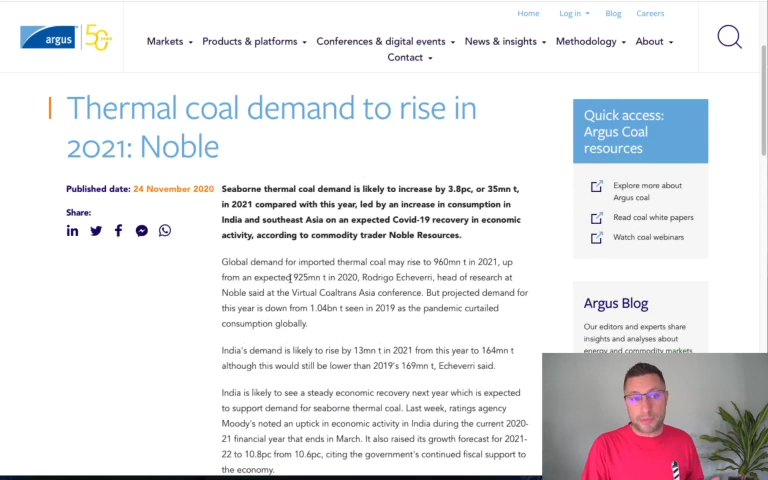 Home Log in Blog Careers
argus 50
Markets Products & platforms Conferences & digital events News & insights Methodology About
Contact
Thermal coal demand to rise in
2021: Noble
Published date: 24 November 2020
Share:
Seaborne thermal coal demand is likely to increase by 3.8pc, or 35mn t,
in 2021 compared with this year, led by an increase in consumption in
India and southeast Asia on an expected Covid-19 recovery in economic
activity, according to commodity trader Noble Resources.
Global demand for imported thermal coal may rise to 960mn t in 2021, up
from an expected 925mn t in 2020, Rodrigo Echeverri, head of research at
Noble said at the Virtual Coaltrans Asia conference. But projected demand for
this year is down from 1.04bn t seen in 2019 as the pandemic curtailed
consumption globally.
India's demand is likely to rise by 13mn t in 2021 from this year to 164mn t
although this would still be lower than 2019's 169mn t, Echeverri said.
India is likely to see a steady economic recovery next year which is expected
to support demand for seaborne thermal coal. Last week, ratings agency
Moody's noted an uptick in economic activity in India during the current 2020-
21 financial year that ends in March. It also raised its growth forecast for 2021-
22 to 10.8pc from 10.6pc, citing the government's continued fiscal support to
the economy.
Quick access:
Argus Coal
resources
Explore more about
Argus coal
Read coal white papers
Watch coal webinars
Argus Blog
Our editors and experts share
insights and analyses about
energy and commodity markets